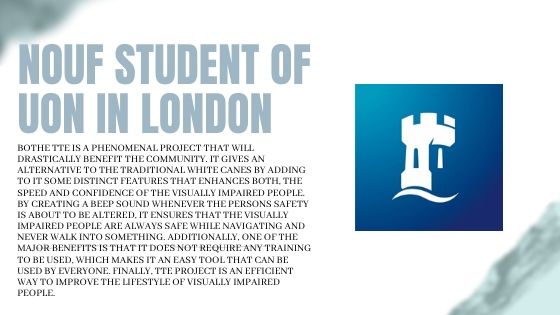 NOUF STUDENT OF
UON IN LONDON
BOTHE TTE IS A PHENOMENAL PROJECT THAT WILL
DRASTICALLY BENEFIT THE COMMUNITY. IT GIVES AN
ALTERNATIVE TO THE TRADITIONAL WHITE CANES BY ADDING
TO IT SOME DISTINCT FEATURES THAT ENHANCES BOTH, THE
SPEED AND CONFIDENCE OF THE VISUALLY IMPAIRED PEOPLE.
BY CREATING A BEEP SOUND WHENEVER THE PERSONS SAFETY
IS ABOUT TO BE ALTERED, IT ENSURES THAT THE VISUALLY
IMPAIRED PEOPLE ARE ALWAYS SAFE WHILE NAVIGATING AND
NEVER WALK INTO SOMETHING. ADDITIONALLY, ONE OF THE
MAJOR BENEFITS IS THAT IT DOES NOT REQUIRE ANY TRAINING
TO BE USED, WHICH MAKES IT AN EASY TOOL THAT CAN BE
USED BY EVERYONE. FINALLY, TTE PROJECT IS AN EFFICIENT
WAY TO IMPROVE THE LIFESTYLE OF VISUALLY IMPAIRED
PEOPLE.